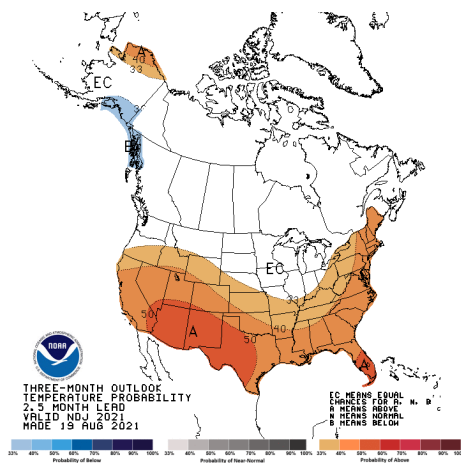 A
40
33
EC
B
EC
33
50
A
40
50
A
NOAA
THREE-MONTH OUTLOOK
TEMPERATURE PROBABILITY
2.5 MONTH LEAD
VALID NDJ 2021
MADE 19 AUG 2021
EC MEANS EQUAL
CHANCES FOR A, N, B
A MEANS ABOVE
N MEANS NORMAL
B MEANS BELOW
33% 40% 50% 60% 70% 80% 90% 100%
Probability of Below
33% 40% 50% 60% 70% 80% 90% 100%
Probability of Near-Normal
33% 40% 50% 60% 70% 80% 90% 100%
Probability of Above